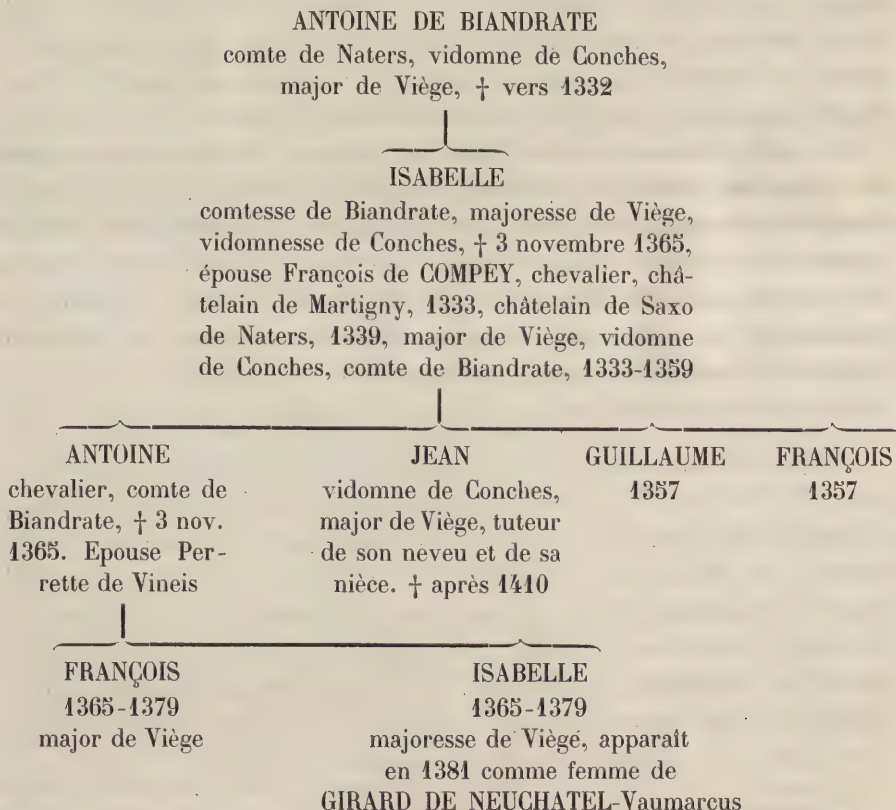 ANTOINE DE BIANDRATE
comte de Naters, vidomne de Conches,
major de Viège, † vers 1332
ISABELLE
comtesse de Biandrate, majoresse de Viège,
vidomnesse de Conches, † 3 novembre 1365,
épouse François de COMPEY, chevalier, châ-
telain de Martigny, 1333, châtelain de Saxo
de Naters, 1339, major de Viège, vidomne
de Conches, comte de Biandrate, 1333-1359
ANTOINE
chevalier, comte de
Biandrate, † 3 nov.
1365. Epouse Per-
rette de Vineis
JEAN
vidomne de Conches,
major de Viège, tuteur
de son neveu et de sa
nièce. † après 1410
GUILLAUME
1357
FRANÇOIS
1357
FRANÇOIS
1365-1379
major de Viège
ISABELLE
1365-1379
majoresse de Viège, apparaît
en 1381 comme femme de
GIRARD DE NEUCHATEL-Vaumarcus